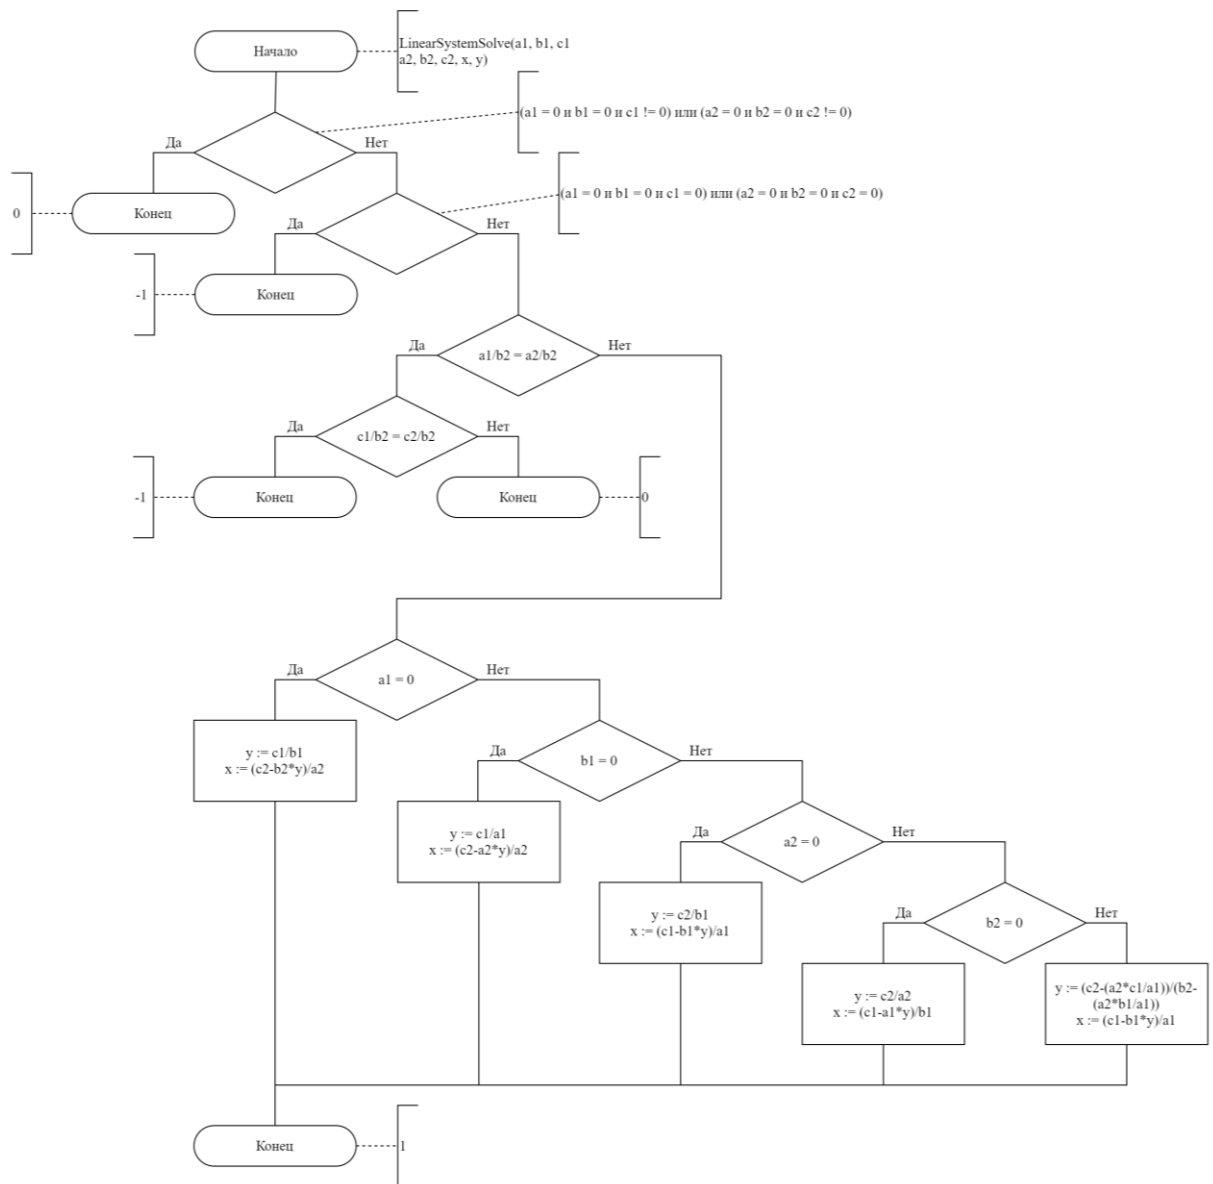 Начало
LinearSystemSolve(a1, b1, c1
a2, b2, c2, x, y)
(a1 = 0 и b1 = 0 и c1 != 0) или (a2 = 0 и b2 = 0 и c2 != 0)
Да
Нет
(a1 = 0 и b1 = 0 и c1 = 0) или (a2 = 0 и b2 = 0 и c2 = 0)
0
Конец
Да
Нет
-1
Конец
Да
a1/b2 = a2/b2
Нет
Да
c1/b2 = c2/b2
Нет
-1
Конец
Конец
0
Да
a1 = 0
Нет
y := c1/b1
x := (c2-b2*y)/a2
Да
b1 = 0
Нет
y := c1/a1
x := (c2-a2*y)/a2
Да
a2 = 0
Нет
y := c2/b1
x := (c1-b1*y)/a1
Да
b2 = 0
Нет
y := c2/a2
x := (c1-a1*y)/b1
y := (c2-(a2*c1/a1))/(b2-
(a2*b1/a1))
x := (c1-b1*y)/a1
Конец
1